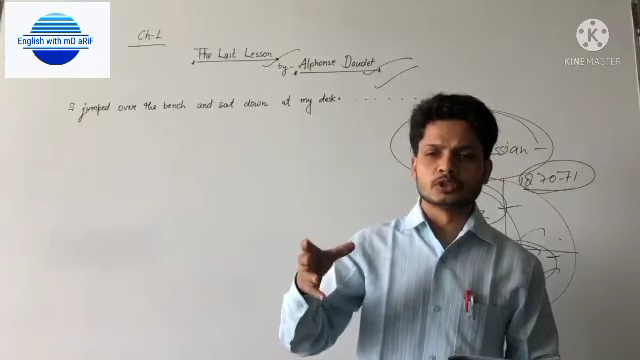 English with mD aRiF
Ch-1
The Last Lesson
by- Alphonse Daudet
KINEMASTER
I jumped over the bench and sat down at my desk.......
ssian -
1870-71